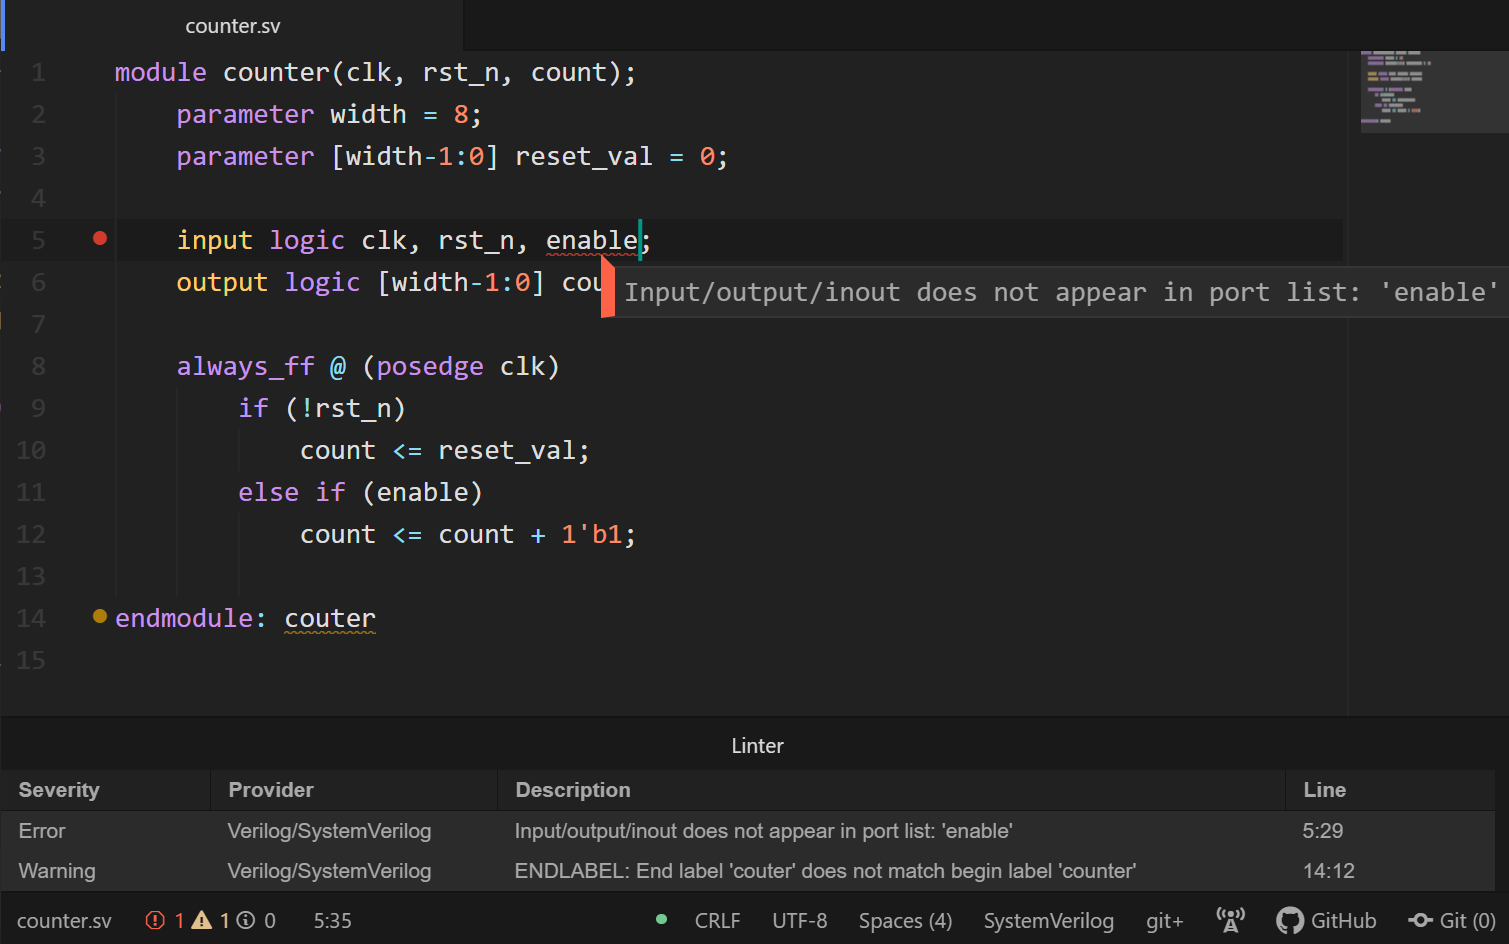 counter.sv
1 module counter(clk, rst_n, count);
2 parameter width = 8;
3 parameter [width-1:0] reset_val = 0;
4
5 input logic clk, rst_n, enable;
6 output logic [width-1:0] cou
Input/output/inout does not appear in port list: 'enable'
7
8 always_ff @ (posedge clk)
9 if (!rst_n)
10 count <= reset_val;
11 else if (enable)
12 count <= count + 1'b1;
13
14 endmodule: couter
15
Linter
Severity Provider Description Line
Error Verilog/SystemVerilog Input/output/inout does not appear in port list: 'enable' 5:29
Warning Verilog/SystemVerilog ENDLABEL: End label 'couter' does not match begin label 'counter' 14:12
counter.sv 1 1 0 5:35 CRLF UTF-8 Spaces (4) SystemVerilog git+ GitHub Git (0)